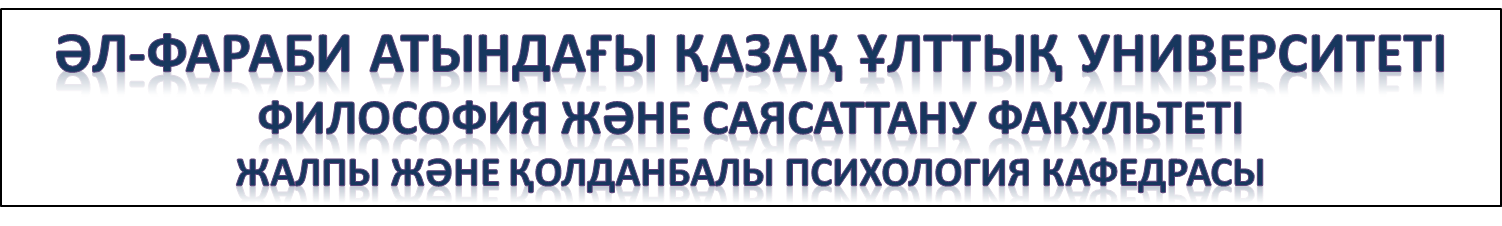 ӘЛ-ФАРАБИ АТЫНДАҒЫ ҚАЗАҚ ҰЛТТЫҚ УНИВЕРСИТЕТІ
ФИЛОСОФИЯ ЖӘНЕ САЯСАТТАНУ ФАКУЛЬТЕТІ
ЖАЛПЫ ЖӘНЕ ҚОЛДАНБАЛЫ ПСИХОЛОГИЯ КАФЕДРАСЫ